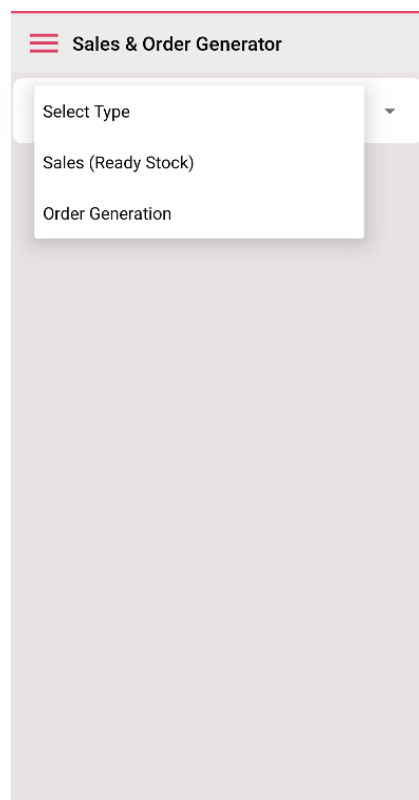 Sales & Order Generator
Select Type
Sales (Ready Stock)
Order Generation